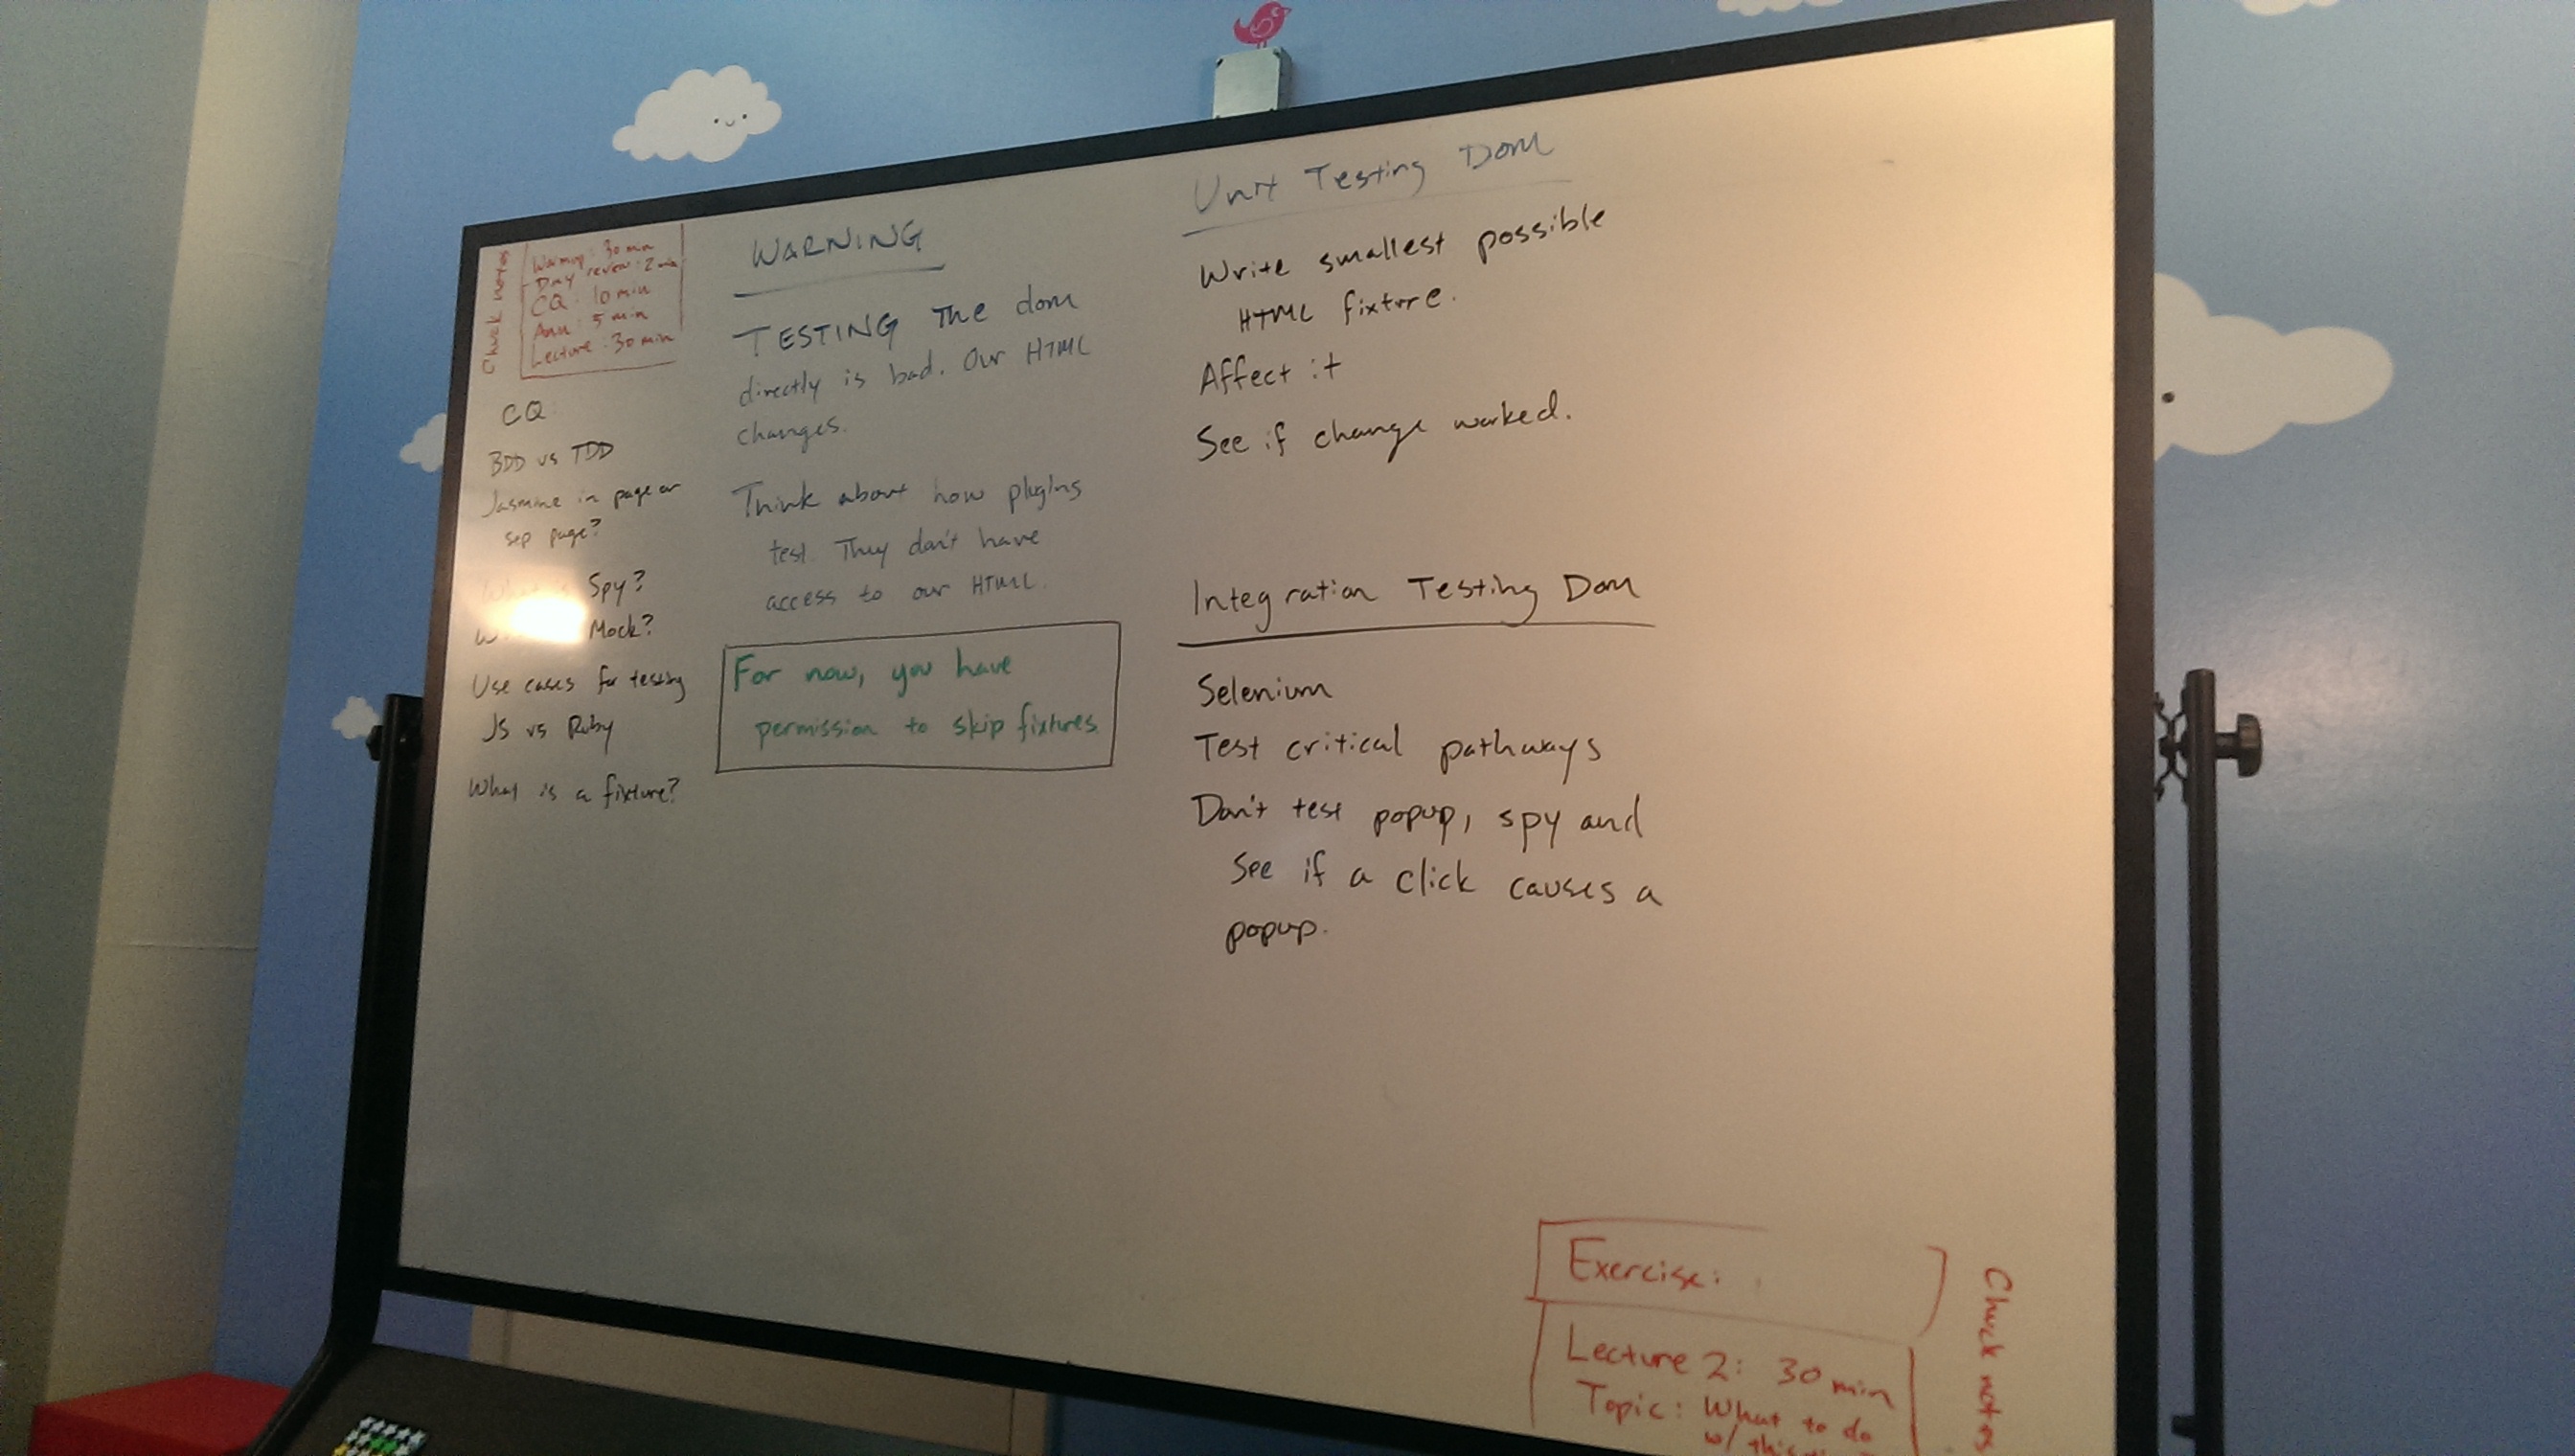 Chuck notes
Warmup: 30 min
Day review: 2 min
CQ: 10 min
Ann: 5 min
Lecture: 30 min
CQ
BDD vs TDD
Jasmine in page or
sep page?
What is Spy?
Mock?
Use cases for testing
JS vs Ruby
What is a fixture?
WARNING
TESTING The dom
directly is bad. Our HTML
changes.
Think about how plugins
test. They don't have
access to our HTML.
For now, you have
permission to skip fixtures.
Unit Testing Dom
Write smallest possible
HTML fixture.
Affect it
See if change worked.
Integration Testing Dom
Selenium
Test critical pathways
Don't test popup, spy and
See if a click causes a
popup.
Exercise:
Lecture 2: 30 min
Topic: What to do
w/ this
Chuck notes